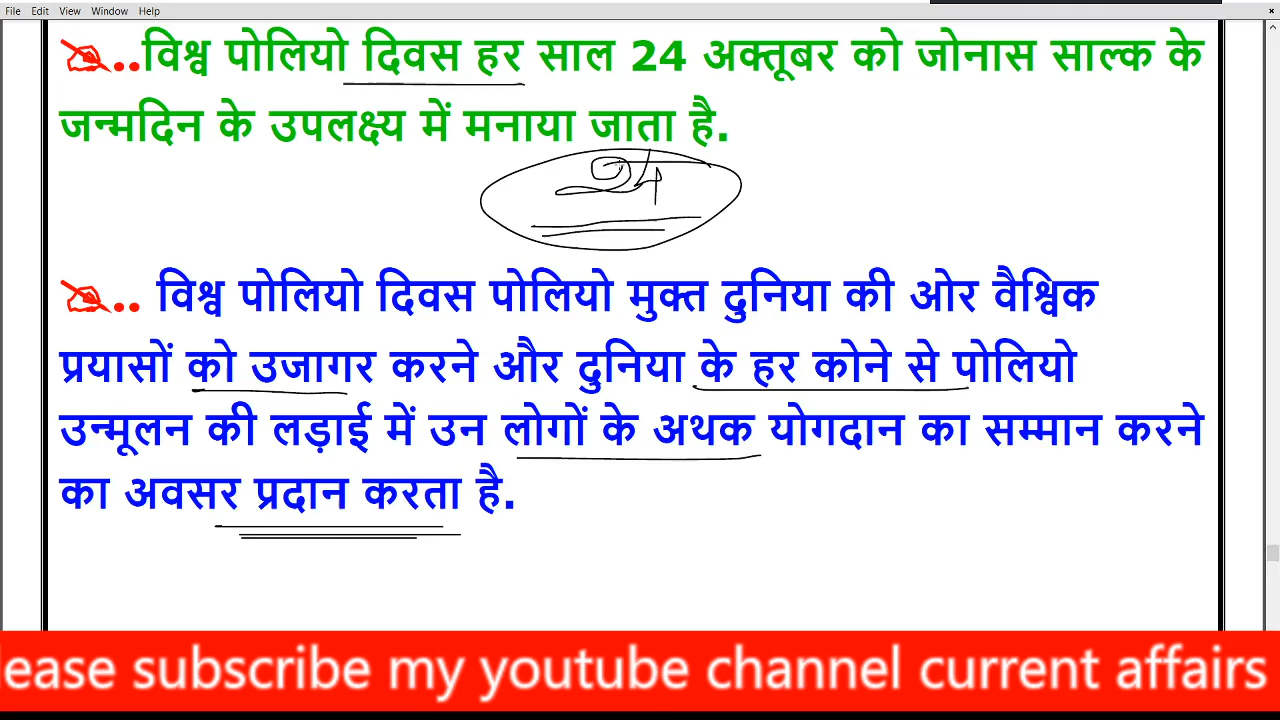 File Edit View Window Help
..विश्व पोलियो दिवस हर साल 24 अक्तूबर को जोनास साल्क के
जन्मदिन के उपलक्ष्य में मनाया जाता है.
.. विश्व पोलियो दिवस पोलियो मुक्त दुनिया की ओर वैश्विक
प्रयासों को उजागर करने और दुनिया के हर कोने से पोलियो
उन्मूलन की लड़ाई में उन लोगों के अथक योगदान का सम्मान करने
का अवसर प्रदान करता है.
lease subscribe my youtube channel current affairs